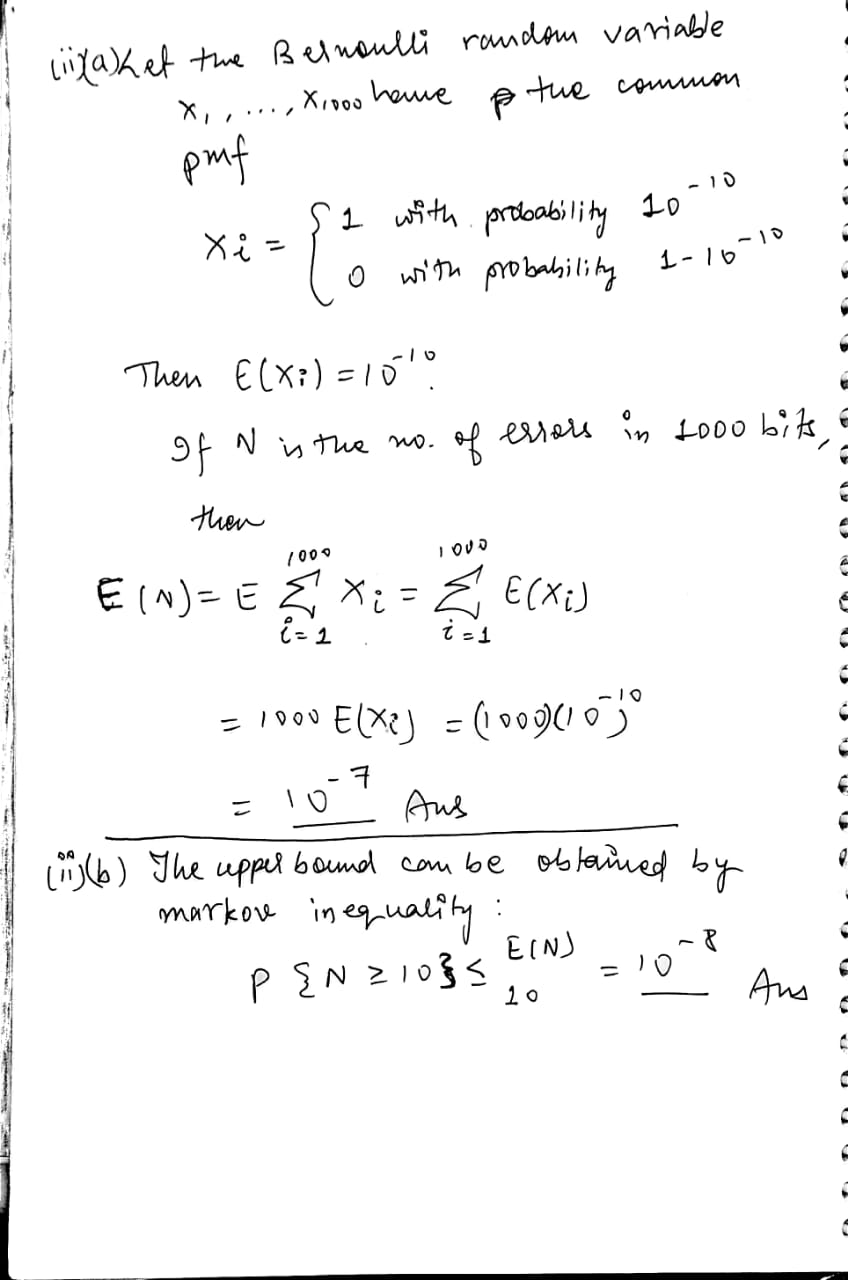 (ii)(a) Let the Bernoulli random variable
X₁, ..., X₁₀₀₀ have the common
pmf
Xi = { 1 with probability 10⁻¹⁰
0 with probability 1-10⁻¹⁰
Then E(Xi) = 10⁻¹⁰.
If N is the no. of errors in 1000 bits,
then
E(N) = E ∑_{i=1}^{1000} Xi = ∑_{i=1}^{1000} E(Xi)
= 1000 E(Xi) = (1000)(10⁻¹⁰)
= 10⁻⁷ Ans
(ii)(b) The upper bound can be obtained by
markov inequality :
P {N ≥ 10} ≤ E(N)/10 = 10⁻⁸ Ans